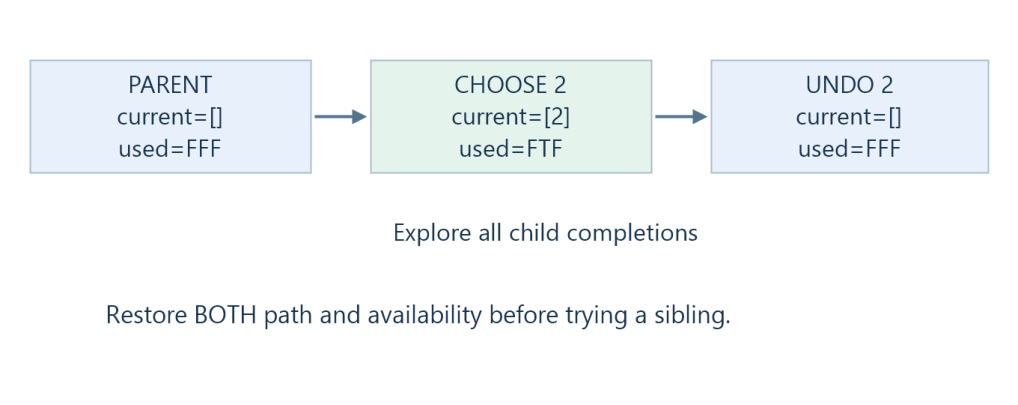 PARENT
current=[]
used=FFF
CHOOSE 2
current=[2]
used=FTF
UNDO 2
current=[]
used=FFF
Explore all child completions
Restore BOTH path and availability before trying a sibling.